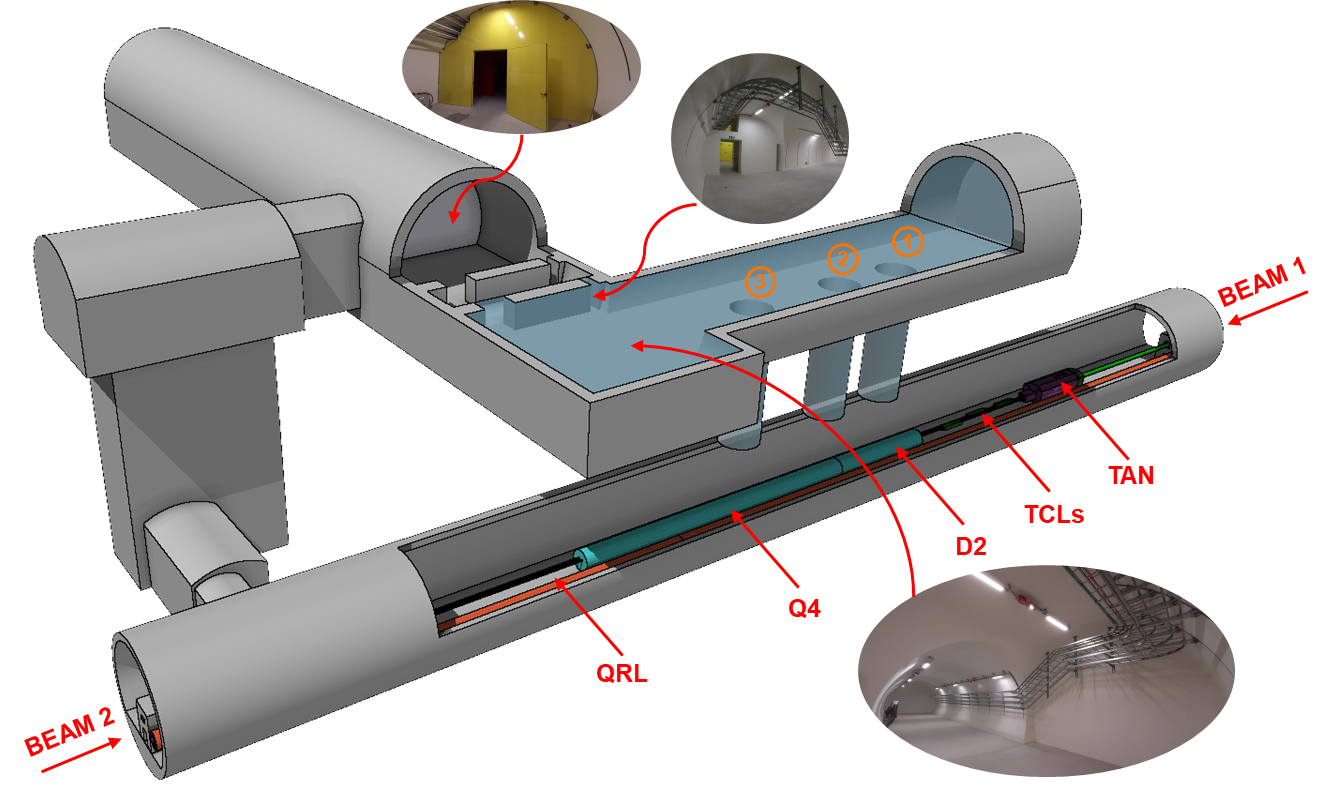 ①
②
③
BEAM 1
TAN
TCLs
D2
Q4
QRL
BEAM 2